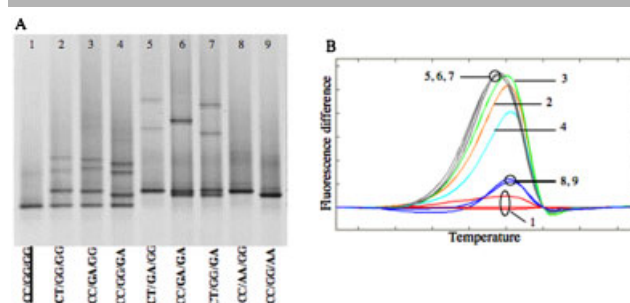 A
1 2 3 4 5 6 7 8 9
CC/GG/GG
CT/GG/GG
CC/GA/GG
CC/GG/GA
CT/GA/GG
CC/GA/GA
CT/GG/GA
CC/AA/GG
CC/GG/AA
B
Fluorescence difference
5, 6, 7
3
2
4
8, 9
1
Temperature